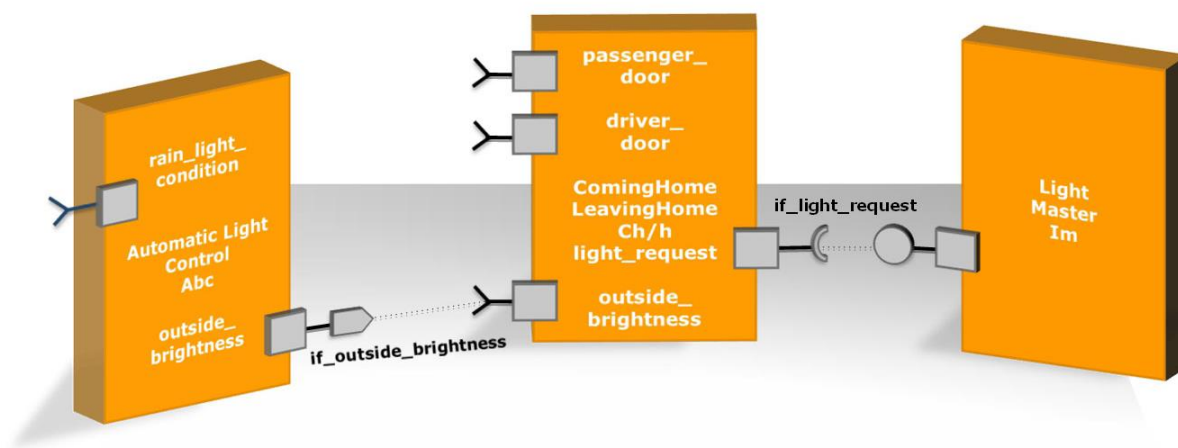 rain_light_
condition
Automatic Light
Control
Abc
outside_
brightness
if_outside_brightness
passenger_
door
driver_
door
ComingHome
LeavingHome
Ch/h
light_request
outside_
brightness
if_light_request
Light
Master
Im